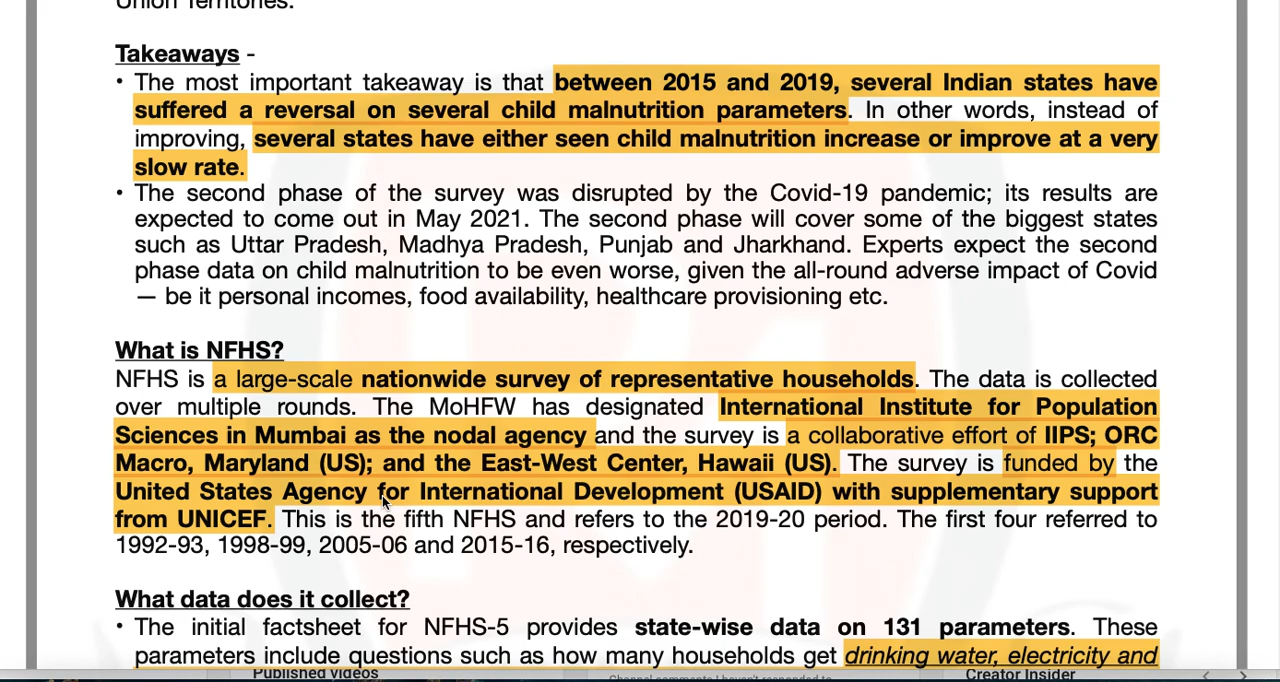 Union Territories.
Takeaways -
• The most important takeaway is that between 2015 and 2019, several Indian states have
suffered a reversal on several child malnutrition parameters. In other words, instead of
improving, several states have either seen child malnutrition increase or improve at a very
slow rate.
• The second phase of the survey was disrupted by the Covid-19 pandemic; its results are
expected to come out in May 2021. The second phase will cover some of the biggest states
such as Uttar Pradesh, Madhya Pradesh, Punjab and Jharkhand. Experts expect the second
phase data on child malnutrition to be even worse, given the all-round adverse impact of Covid
— be it personal incomes, food availability, healthcare provisioning etc.
What is NFHS?
NFHS is a large-scale nationwide survey of representative households. The data is collected
over multiple rounds. The MoHFW has designated International Institute for Population
Sciences in Mumbai as the nodal agency and the survey is a collaborative effort of IIPS; ORC
Macro, Maryland (US); and the East-West Center, Hawaii (US). The survey is funded by the
United States Agency for International Development (USAID) with supplementary support
from UNICEF. This is the fifth NFHS and refers to the 2019-20 period. The first four referred to
1992-93, 1998-99, 2005-06 and 2015-16, respectively.
What data does it collect?
• The initial factsheet for NFHS-5 provides state-wise data on 131 parameters. These
parameters include questions such as how many households get drinking water, electricity and
Published videos
Channel comments I haven't responded to
Creator Insider